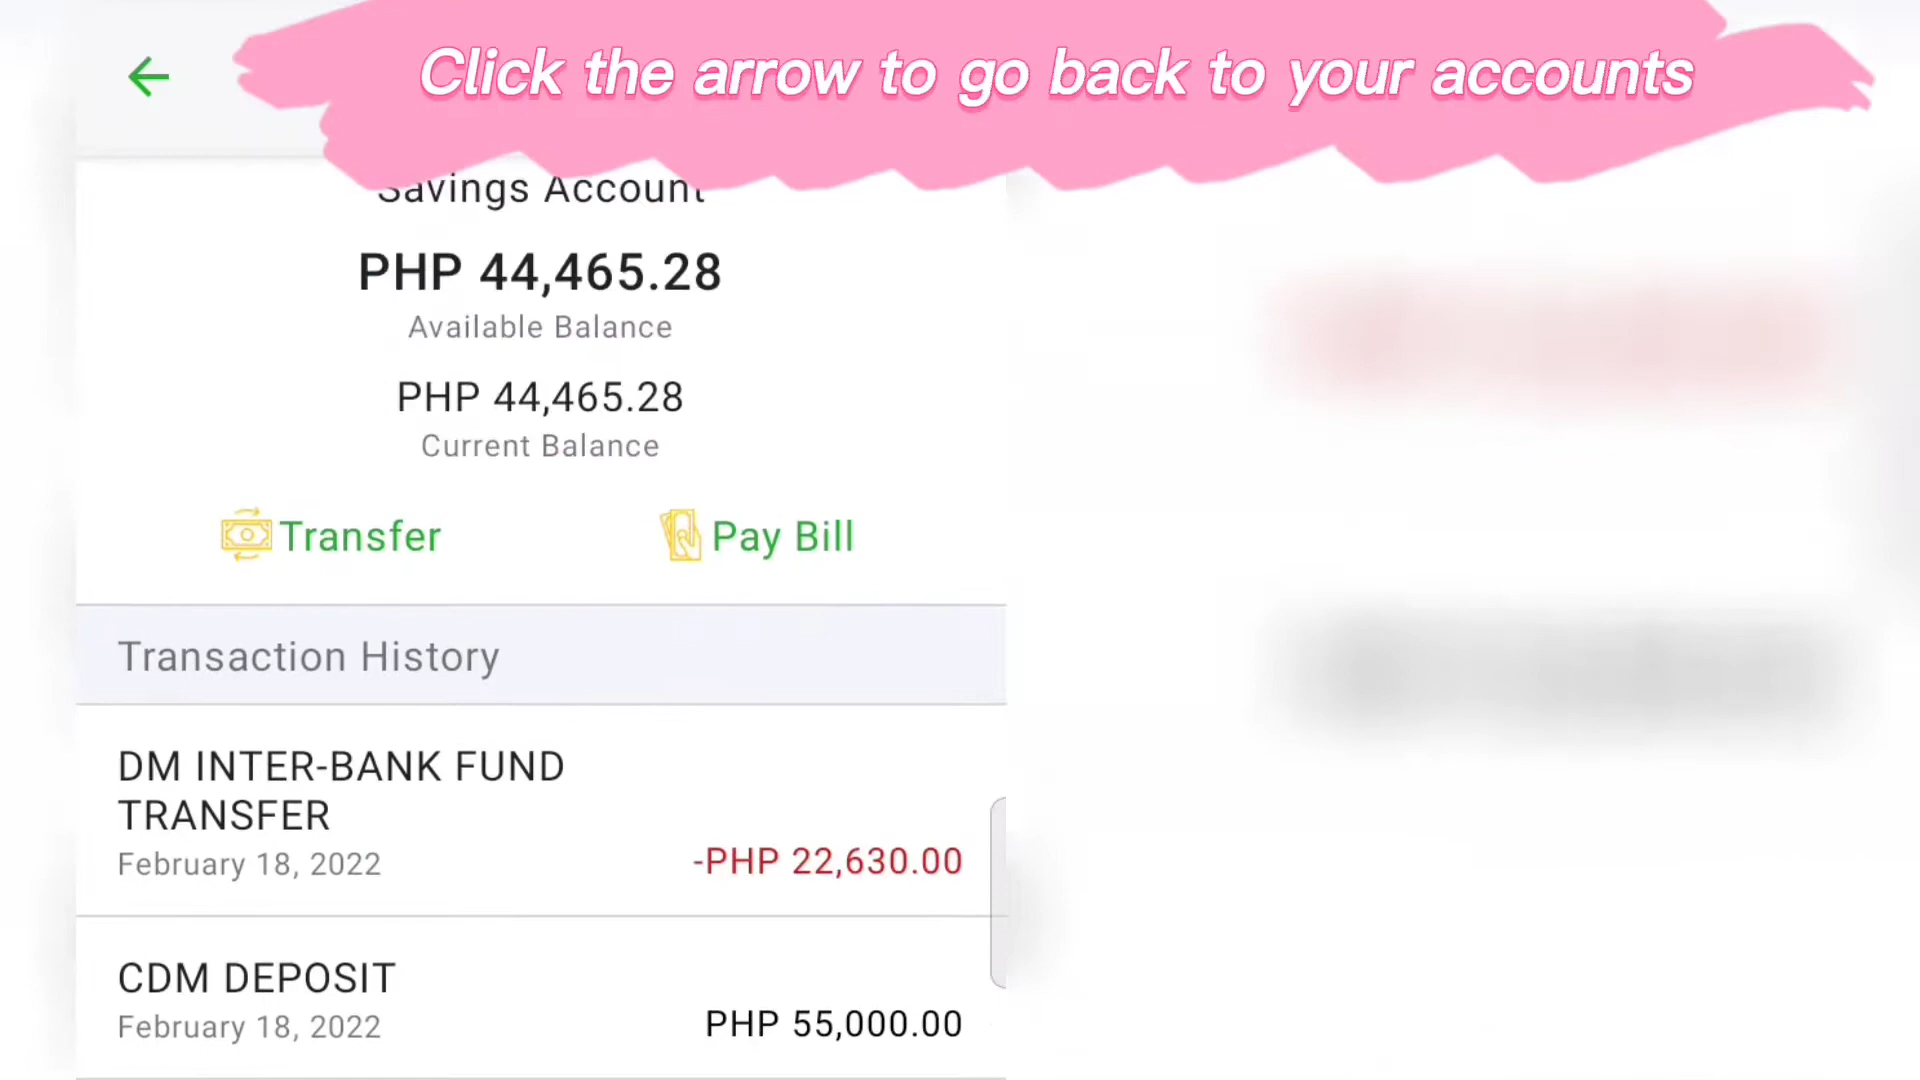 Click the arrow to go back to your accounts
Savings Account
PHP 44,465.28
Available Balance
PHP 44,465.28
Current Balance
Transfer
Pay Bill
Transaction History
DM INTER-BANK FUND
TRANSFER
February 18, 2022
-PHP 22,630.00
CDM DEPOSIT
February 18, 2022
PHP 55,000.00